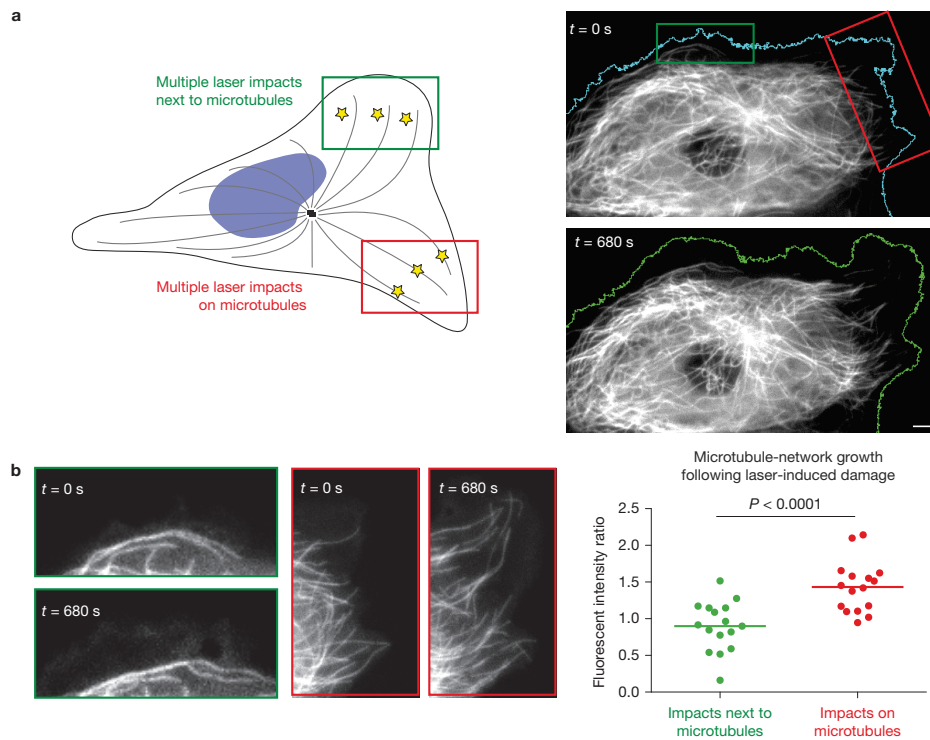 a
Multiple laser impacts
next to microtubules
Multiple laser impacts
on microtubules
t = 0 s
t = 680 s
b
t = 0 s
t = 680 s
t = 0 s
t = 680 s
Microtubule-network growth
following laser-induced damage
P < 0.0001
Fluorescent intensity ratio
2.5
2.0
1.5
1.0
0.5
0.0
Impacts next to
microtubules
Impacts on
microtubules